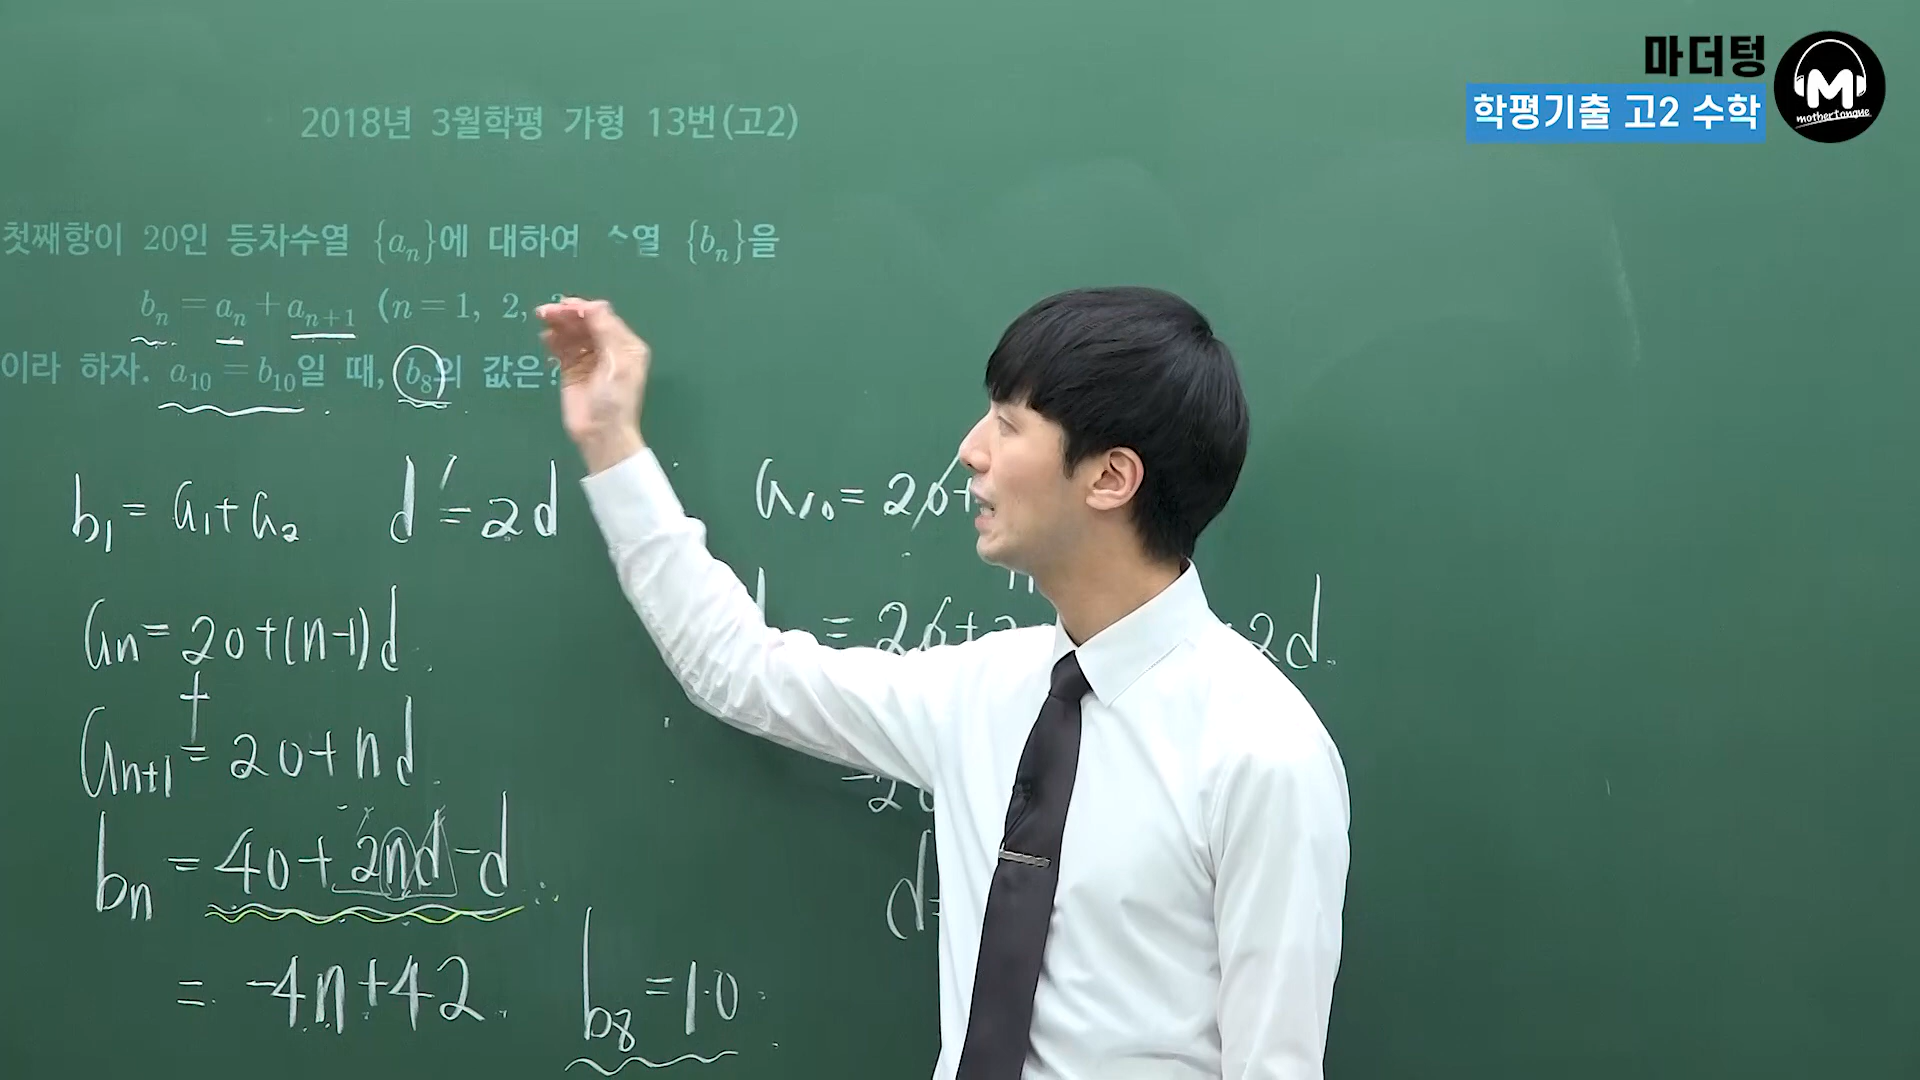 마더텅
학평기출 고2 수학
M
mothertongue
2018년 3월학평 가형 13번(고2)
첫째항이 20인 등차수열 {aₙ}에 대하여 수열 {bₙ}을
bₙ = aₙ + aₙ₊₁ (n = 1, 2,
이라 하자. a₁₀ = b₁₀일 때, b₈의 값은?
b₁ = a₁ + a₂
d' = 2d
aₙ = 20+(n-1)d
+
aₙ₊₁ = 20+nd
bₙ = 40+2nd-d
= -4n+42
b₈ = 10
a₁₀ = 20+
= 20+
2d
d=